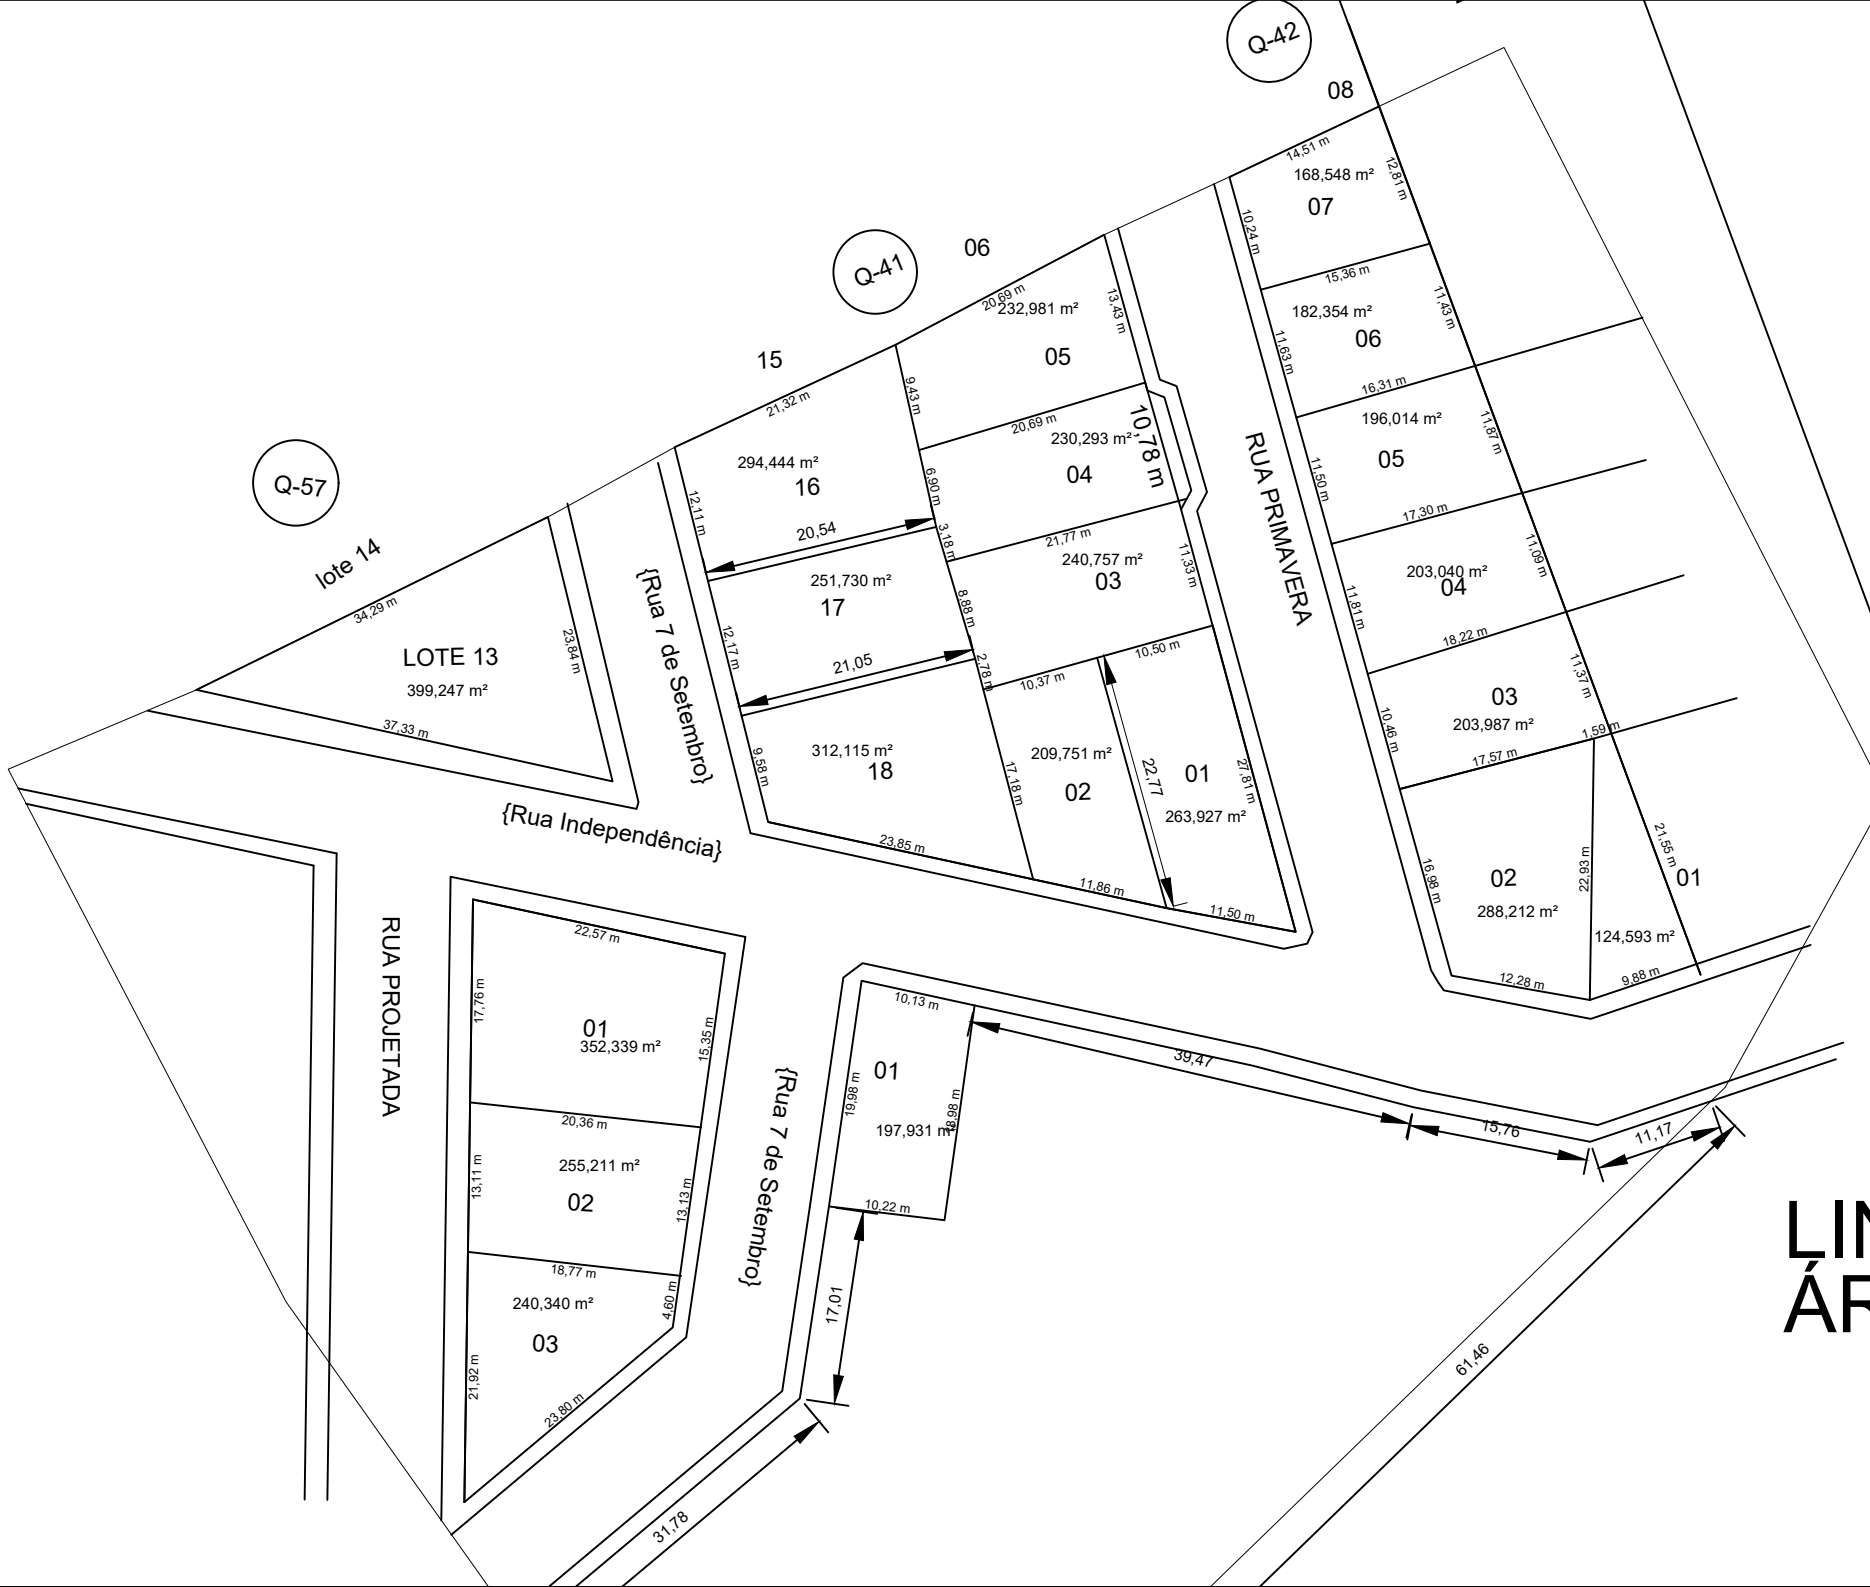 Q-42
08
14,51 m
168,548 m²
07
12,81 m
10,24 m
15,36 m
182,354 m²
06
11,43 m
11,63 m
16,31 m
196,014 m²
05
11,87 m
11,50 m
17,30 m
203,040 m²
04
11,09 m
11,81 m
18,22 m
03
203,987 m²
11,37 m
10,46 m
17,57 m
1,59 m
02
288,212 m²
16,98 m
22,93 m
12,28 m
21,55 m
01
124,593 m²
9,88 m
RUA PRIMAVERA
Q-41
06
20,69 m
232,981 m²
05
13,43 m
9,43 m
20,69 m
230,293 m²
04
10,78 m
6,90 m
3,18 m
21,77 m
240,757 m²
03
11,33 m
8,88 m
2,78 m
10,37 m
10,50 m
209,751 m²
02
17,18 m
22,77
01
263,927 m²
27,81 m
11,86 m
11,50 m
15
21,32 m
294,444 m²
16
12,11 m
20,54
251,730 m²
17
12,17 m
21,05
312,115 m²
18
9,58 m
23,85 m
Q-57
lote 14
34,29 m
LOTE 13
399,247 m²
23,84 m
37,33 m
{Rua 7 de Setembro}
{Rua Independência}
RUA PROJETADA
22,57 m
17,76 m
01
352,339 m²
15,35 m
20,36 m
255,211 m²
02
13,11 m
13,13 m
18,77 m
240,340 m²
03
4,60 m
21,92 m
23,80 m
{Rua 7 de Setembro}
10,13 m
01
19,98 m
197,931 m²
10,22 m
17,01
31,78
39,47
15,76
11,17
61,46
LIN
ÁR